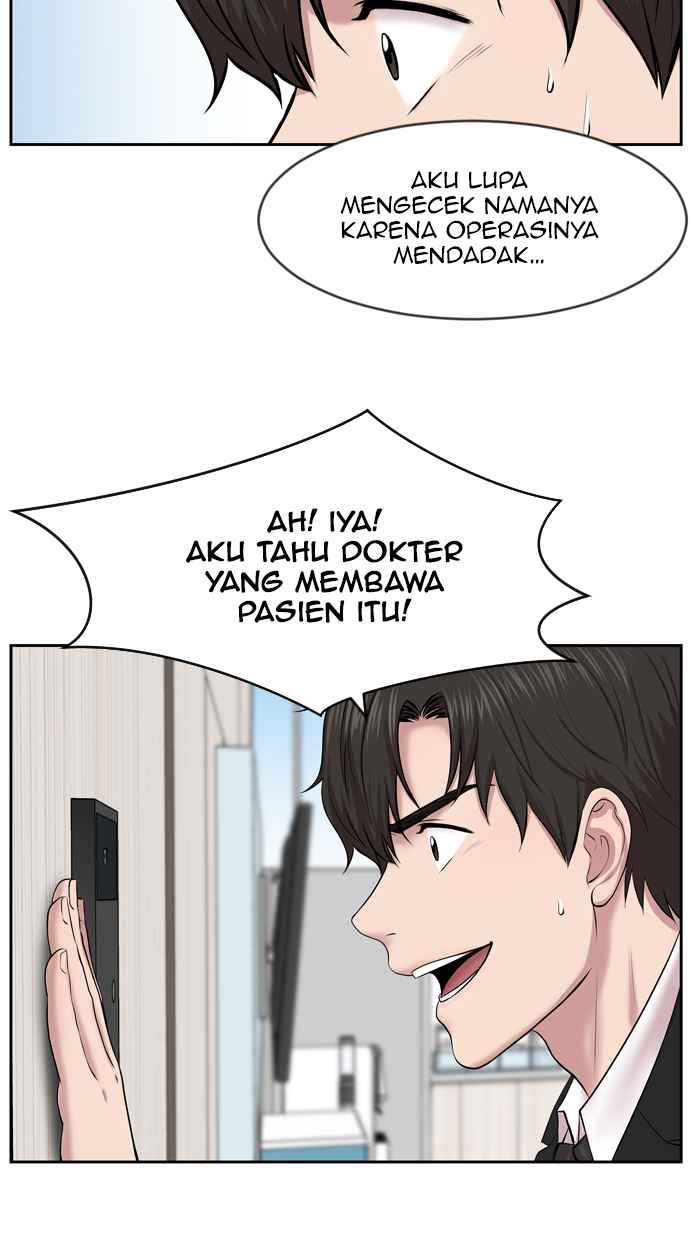 AKU LUPA
MENGECEK NAMANYA
KARENA OPERASINYA
MENDADAK...
AH! IYA!
AKU TAHU DOKTER
YANG MEMBAWA
PASIEN ITU!